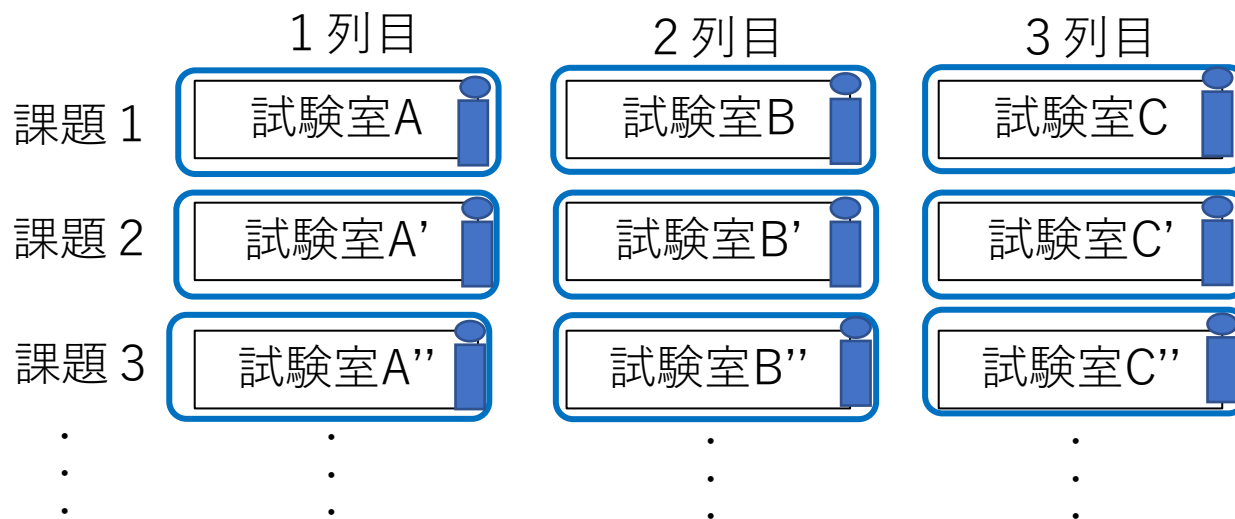 １列目 ２列目 ３列目
課題１ 試験室A 試験室B 試験室C
課題２ 試験室A' 試験室B' 試験室C'
課題３ 試験室A'' 試験室B'' 試験室C''
． ． ． ．
． ． ． ．
． ． ． ．